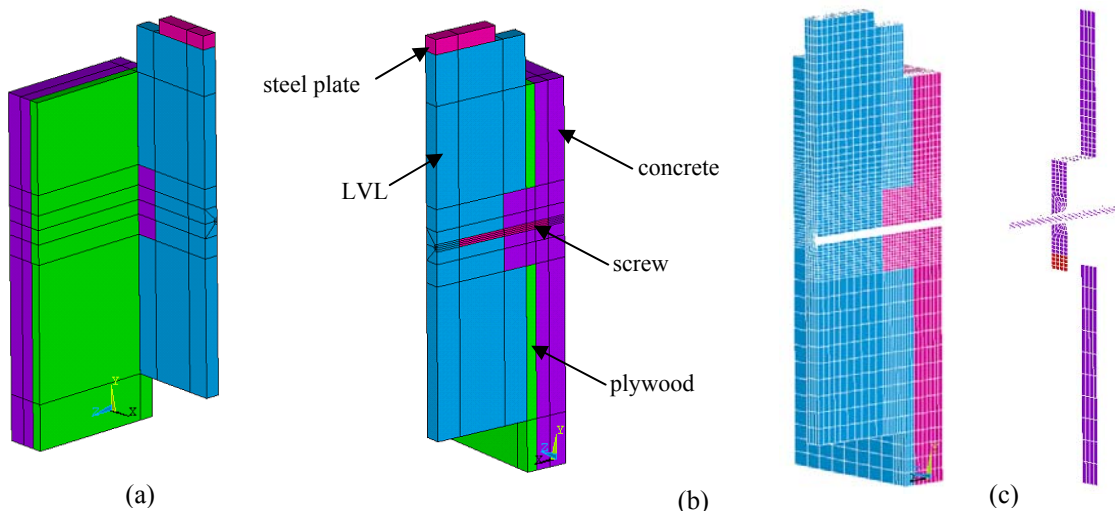 steel plate
LVL
concrete
screw
plywood
Y
Z
X
Y
Z
X
Y
(a)
(b)
(c)